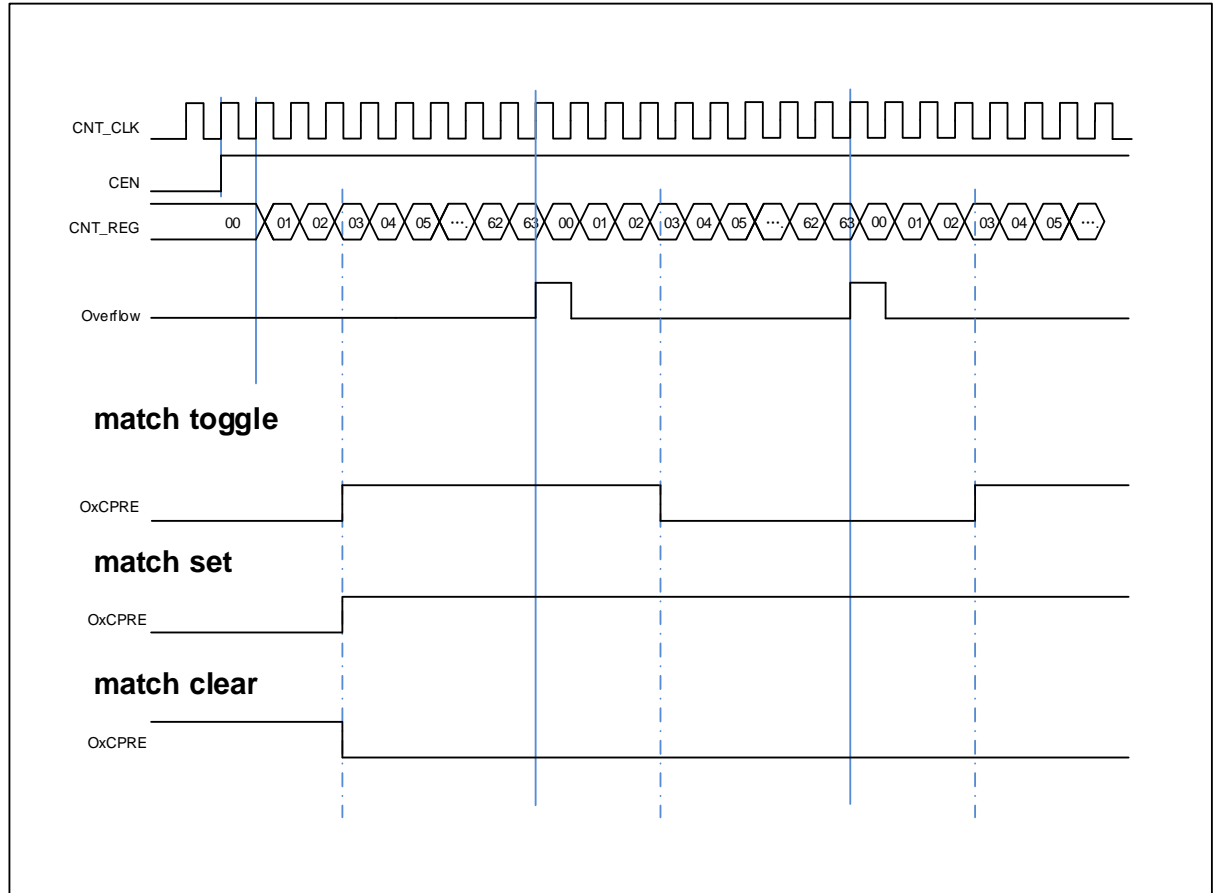 CNT_CLK
CEN
CNT_REG 00 01 02 03 04 05 .... 62 63 00 01 02 03 04 05 .... 62 63 00 01 02 03 04 05 ....
Overflow
match toggle
OxCPRE
match set
OxCPRE
match clear
OxCPRE